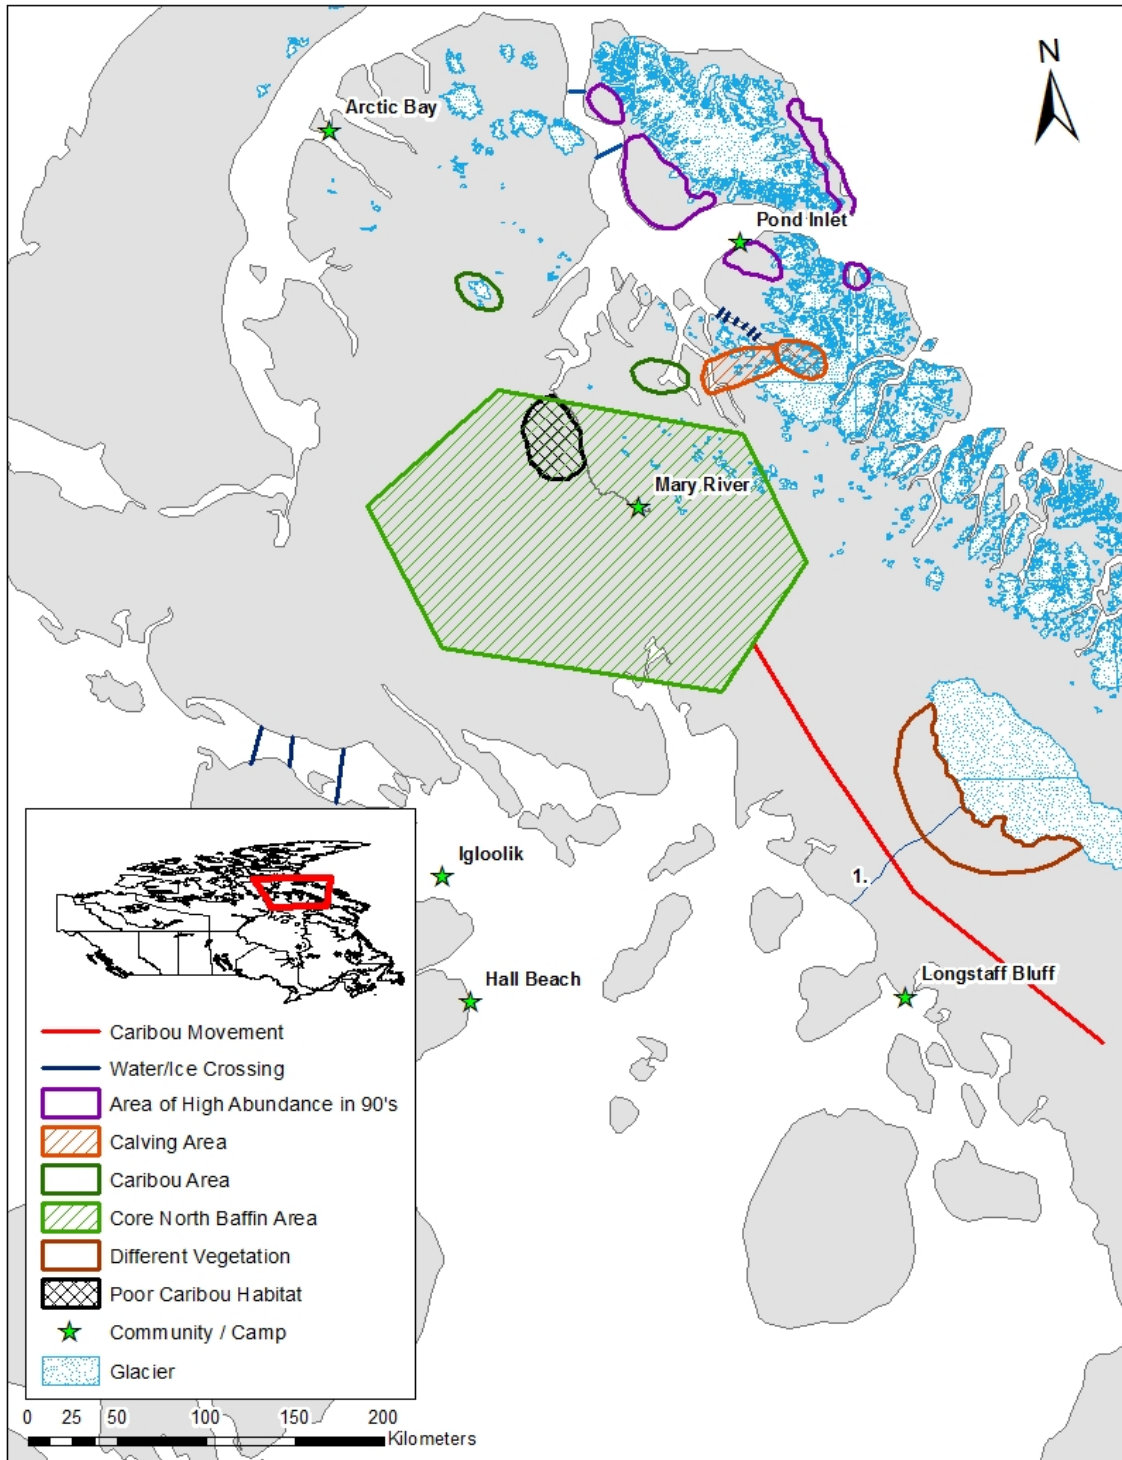 N
Arctic Bay
Pond Inlet
Mary River
Igloolik
1.
Hall Beach
Longstaff Bluff
Caribou Movement
Water/Ice Crossing
Area of High Abundance in 90's
Calving Area
Caribou Area
Core North Baffin Area
Different Vegetation
Poor Caribou Habitat
Community / Camp
Glacier
0 25 50 100 150 200
Kilometers